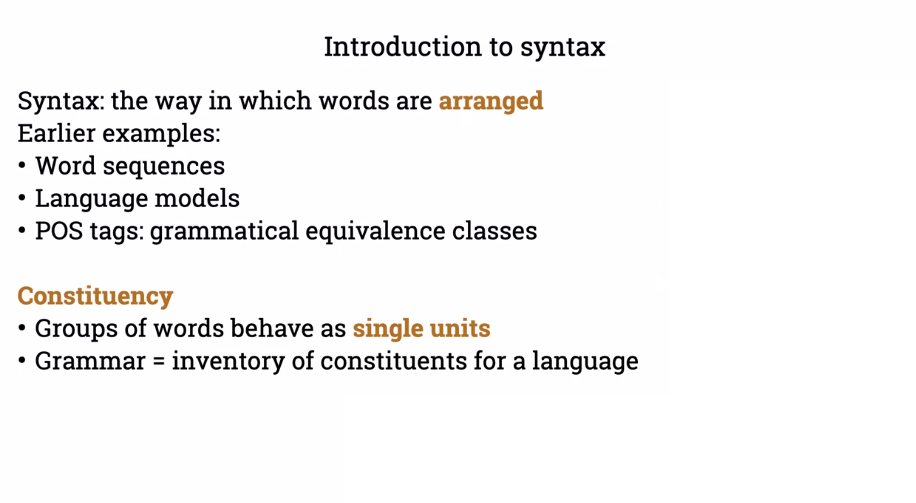 Introduction to syntax
Syntax: the way in which words are arranged
Earlier examples:
• Word sequences
• Language models
• POS tags: grammatical equivalence classes
Constituency
• Groups of words behave as single units
• Grammar = inventory of constituents for a language